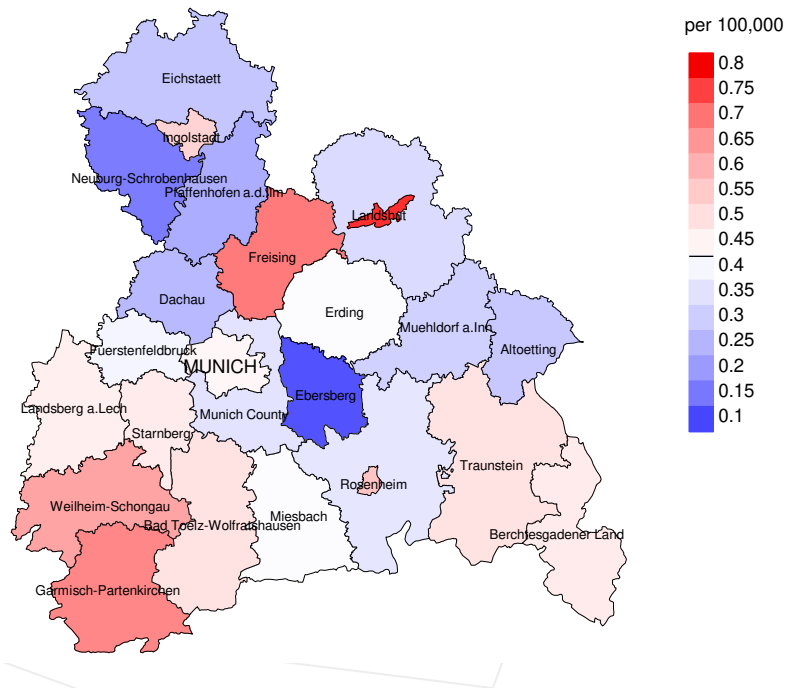 per 100,000
0.8
0.75
0.7
0.65
0.6
0.55
0.5
0.45
0.4
0.35
0.3
0.25
0.2
0.15
0.1
Eichstaett
Ingolstadt
Neuburg-Schrobenhausen
Pfaffenhofen a.d.Ilm
Landshut
Freising
Dachau
Erding
Muehldorf a.Inn
Altoetting
Fuerstenfeldbruck
MUNICH
Ebersberg
Landsberg a.Lech
Munich County
Starnberg
Traunstein
Rosenheim
Weilheim-Schongau
Miesbach
Bad Toelz-Wolfratshausen
Berchtesgadener Land
Garmisch-Partenkirchen